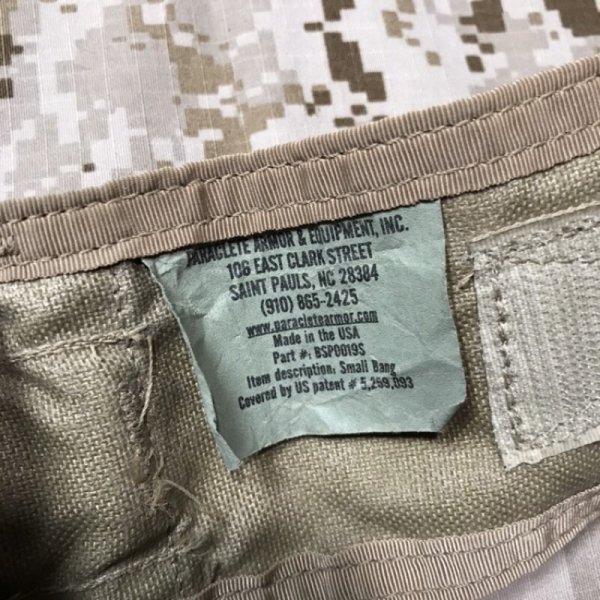 PARACLETE ARMOR & EQUIPMENT, INC.
106 EAST CLARK STREET
SAINT PAULS, NC 28384
(910) 865-2425
www.paracletearmor.com
Made in the USA
Part #: BSP0019S
Item description: Small Bang
Covered by US patent # 5,259,093